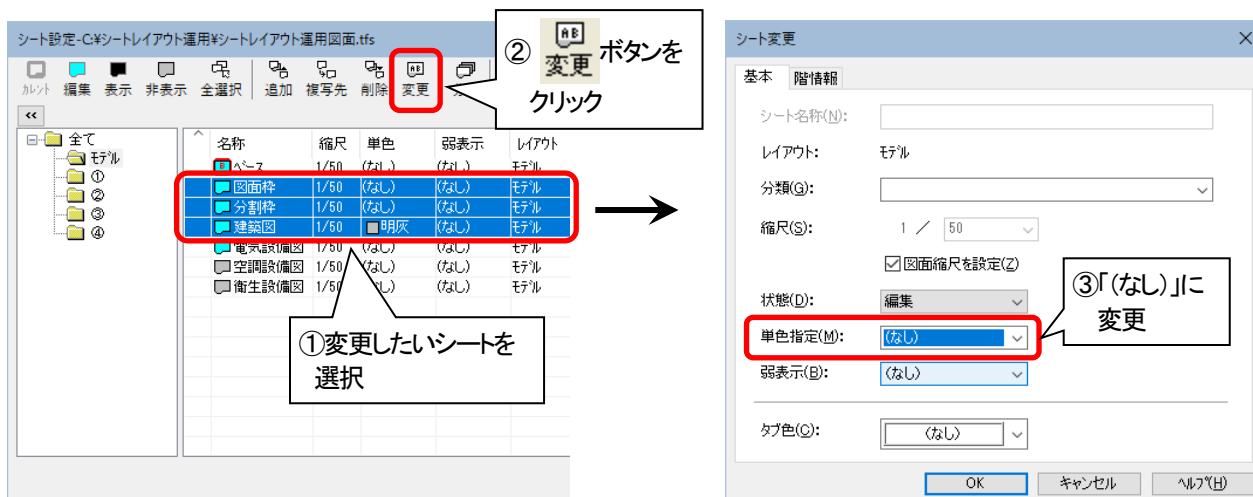 シート設定-C:¥シートレイアウト運用¥シートレイアウト運用図面.tfs
カレント 編集 表示 非表示 全選択 追加 複写先 削除 変更
<<
全て
モデル
①
②
③
④
名称 縮尺 単色 弱表示 レイアウト
ベース 1/50 (なし) (なし) モデル
図面枠 1/50 (なし) (なし) モデル
分割枠 1/50 (なし) (なし) モデル
建築図 1/50 明灰 (なし) モデル
電気設備図 1/50 (なし) (なし) モデル
空調設備図 1/50 (なし) (なし) モデル
衛生設備図 1/50 (なし) (なし) モデル
①変更したいシートを
選択
② AB 変更 ボタンを
クリック
シート変更
基本 階情報
シート名称(N):
レイアウト: モデル
分類(G):
縮尺(S): 1 / 50
図面縮尺を設定(Z)
状態(D): 編集
単色指定(M): (なし)
弱表示(B): (なし)
タブ色(C): (なし)
OK キャンセル ヘルプ(H)
③「(なし)」に
変更